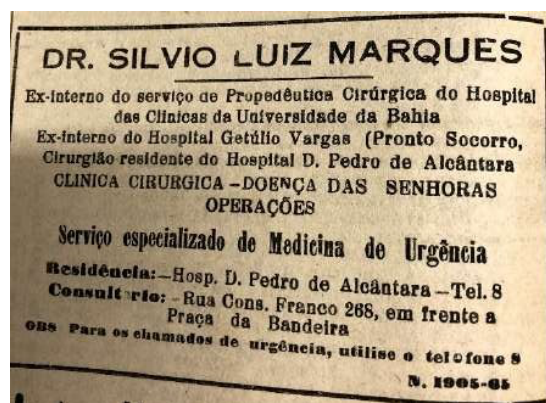 DR. SILVIO LUIZ MARQUES
Ex-interno do serviço de Propedêutica Cirúrgica do Hospital
das Clinicas da Universidade da Bahia
Ex-interno do Hospital Getúlio Vargas (Pronto Socorro,
Cirurgião residente do Hospital D. Pedro de Alcântara
CLINICA CIRURGICA -DOENÇA DAS SENHORAS
OPERAÇÕES
Serviço especializado de Medicina de Urgência
Residência:-Hosp. D. Pedro de Alcântara-Tel. 8
Consultório: -Rua Cons. Franco 268, em frente a
Praça da Bandeira
OBS Para os chamados de urgência, utilise o telefone 8
N. 1905-65